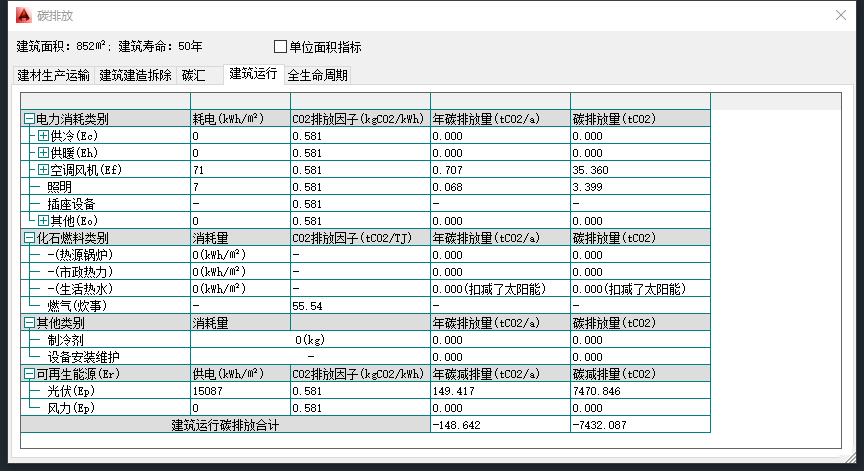 碳排放
建筑面积: 852m²; 建筑寿命: 50年 单位面积指标
建材生产运输 建筑建造拆除 碳汇 建筑运行 全生命周期
电力消耗类别 耗电(kWh/m²) CO2排放因子(kgCO2/kWh) 年碳排放量(tCO2/a) 碳排放量(tCO2)
供冷(Ec) 0 0.581 0.000 0.000
供暖(Eh) 0 0.581 0.000 0.000
空调风机(Ef) 71 0.581 0.707 35.360
照明 7 0.581 0.068 3.399
插座设备 - 0.581 - -
其他(Eo) 0 0.581 0.000 0.000
化石燃料类别 消耗量 CO2排放因子(tCO2/TJ) 年碳排放量(tCO2/a) 碳排放量(tCO2)
-(热源锅炉) 0(kWh/m²) - 0.000 0.000
-(市政热力) 0(kWh/m²) - 0.000 0.000
-(生活热水) 0(kWh/m²) - 0.000(扣减了太阳能) 0.000(扣减了太阳能)
燃气(炊事) - 55.54 - -
其他类别 消耗量 年碳排放量(tCO2/a) 碳排放量(tCO2)
制冷剂 0(kg) 0.000 0.000
设备安装维护 - 0.000 0.000
可再生能源(Er) 供电(kWh/m²) CO2排放因子(kgCO2/kWh) 年碳减排量(tCO2/a) 碳减排量(tCO2)
光伏(Ep) 15087 0.581 149.417 7470.846
风力(Ep) 0 0.581 0.000 0.000
建筑运行碳排放合计 -148.642 -7432.087